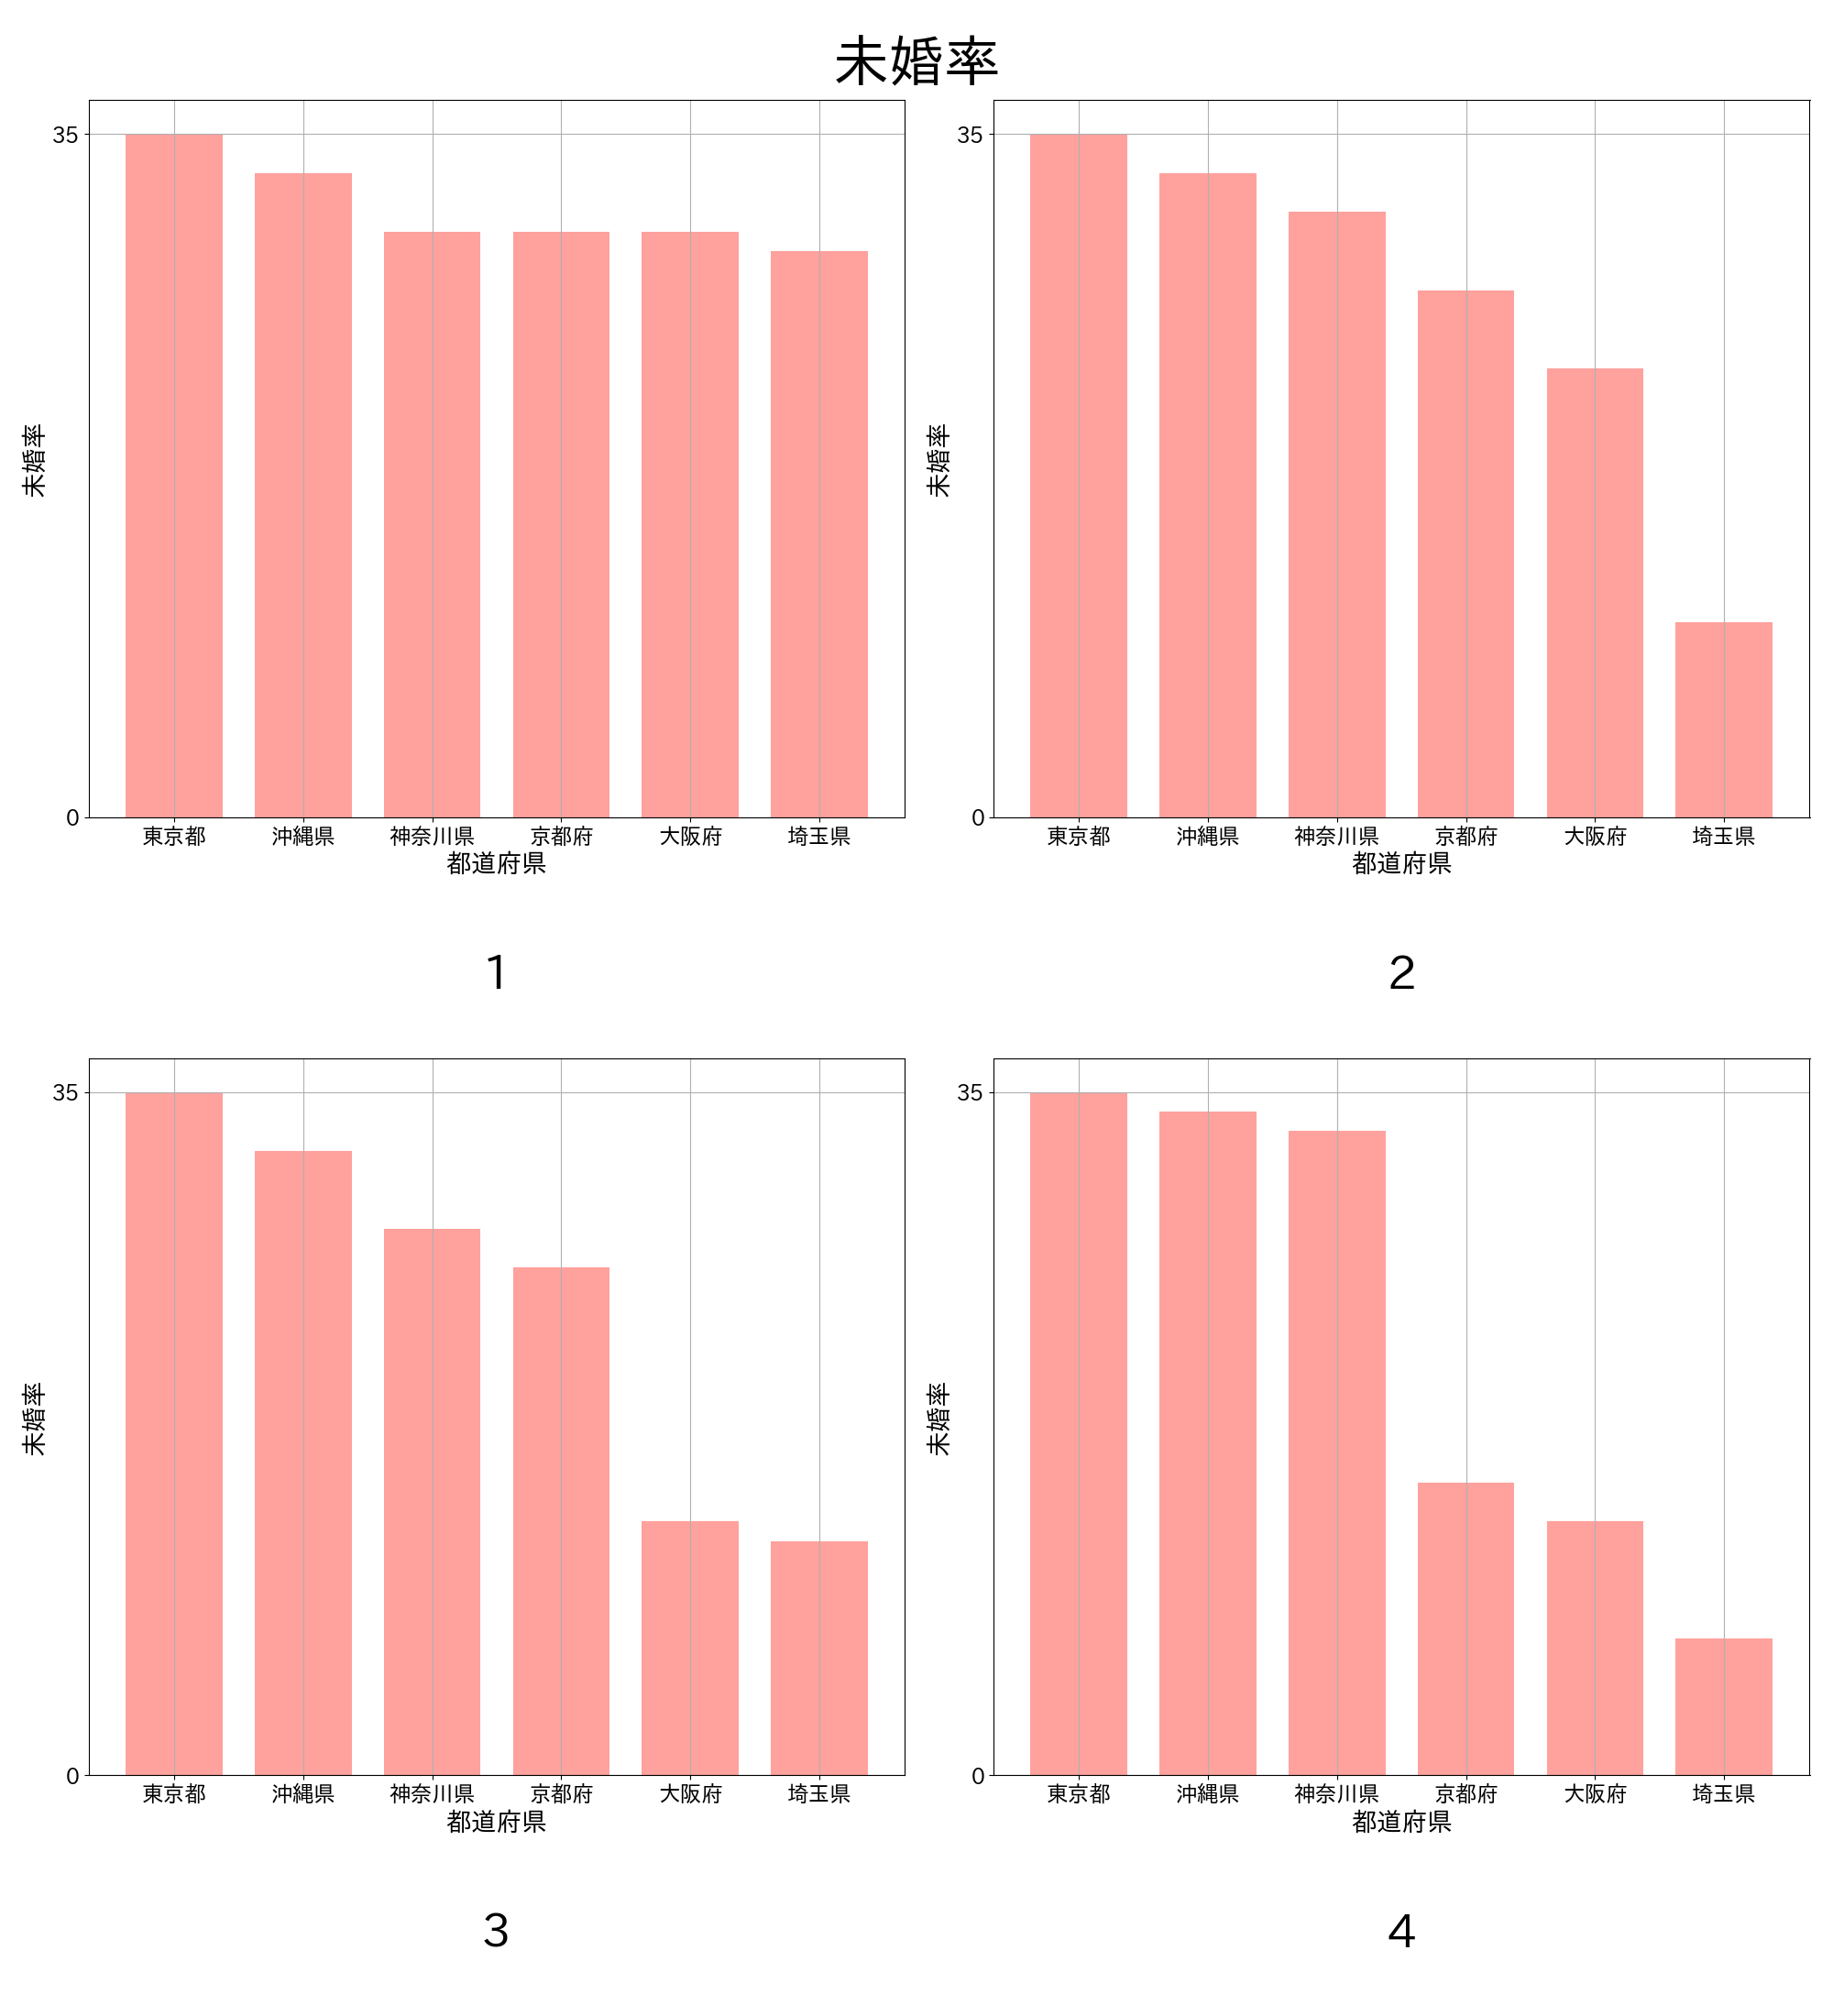 未婚率
35
0
未婚率
東京都 沖縄県 神奈川県 京都府 大阪府 埼玉県
都道府県
1
35
0
未婚率
東京都 沖縄県 神奈川県 京都府 大阪府 埼玉県
都道府県
2
35
0
未婚率
東京都 沖縄県 神奈川県 京都府 大阪府 埼玉県
都道府県
3
35
0
未婚率
東京都 沖縄県 神奈川県 京都府 大阪府 埼玉県
都道府県
4